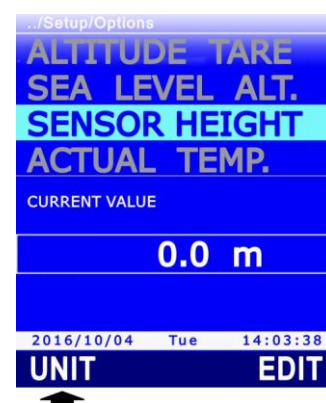 ../Setup/Options
ALTITUDE TARE
SEA LEVEL ALT.
SENSOR HEIGHT
ACTUAL TEMP.
CURRENT VALUE
0.0 m
2016/10/04 Tue 14:03:38
UNIT EDIT